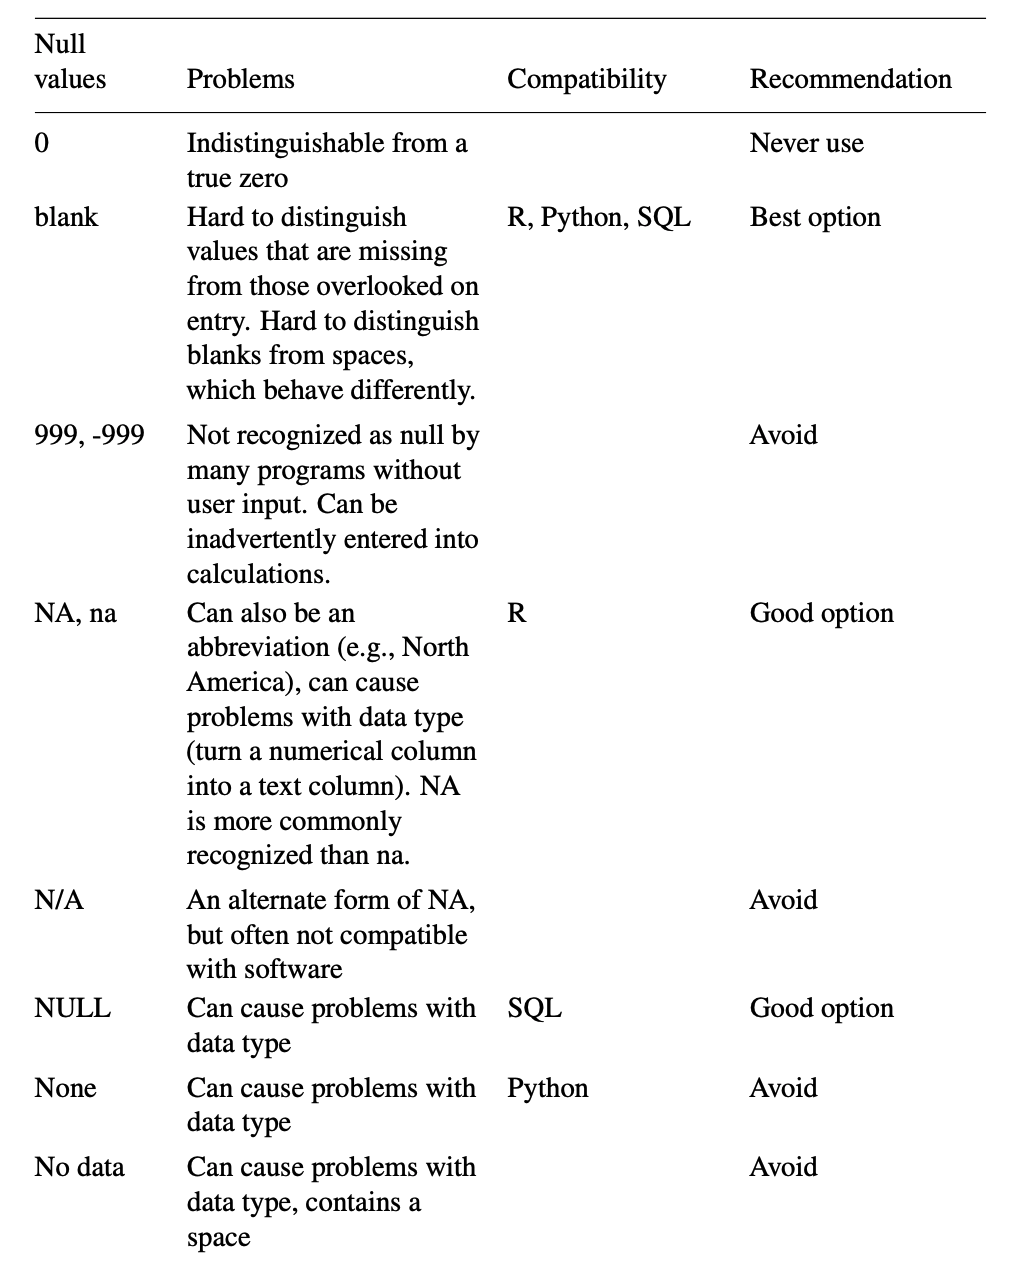 Null
values Problems Compatibility Recommendation
0 Indistinguishable from a Never use
true zero
blank Hard to distinguish R, Python, SQL Best option
values that are missing
from those overlooked on
entry. Hard to distinguish
blanks from spaces,
which behave differently.
999, -999 Not recognized as null by Avoid
many programs without
user input. Can be
inadvertently entered into
calculations.
NA, na Can also be an R Good option
abbreviation (e.g., North
America), can cause
problems with data type
(turn a numerical column
into a text column). NA
is more commonly
recognized than na.
N/A An alternate form of NA, Avoid
but often not compatible
with software
NULL Can cause problems with SQL Good option
data type
None Can cause problems with Python Avoid
data type
No data Can cause problems with Avoid
data type, contains a
space